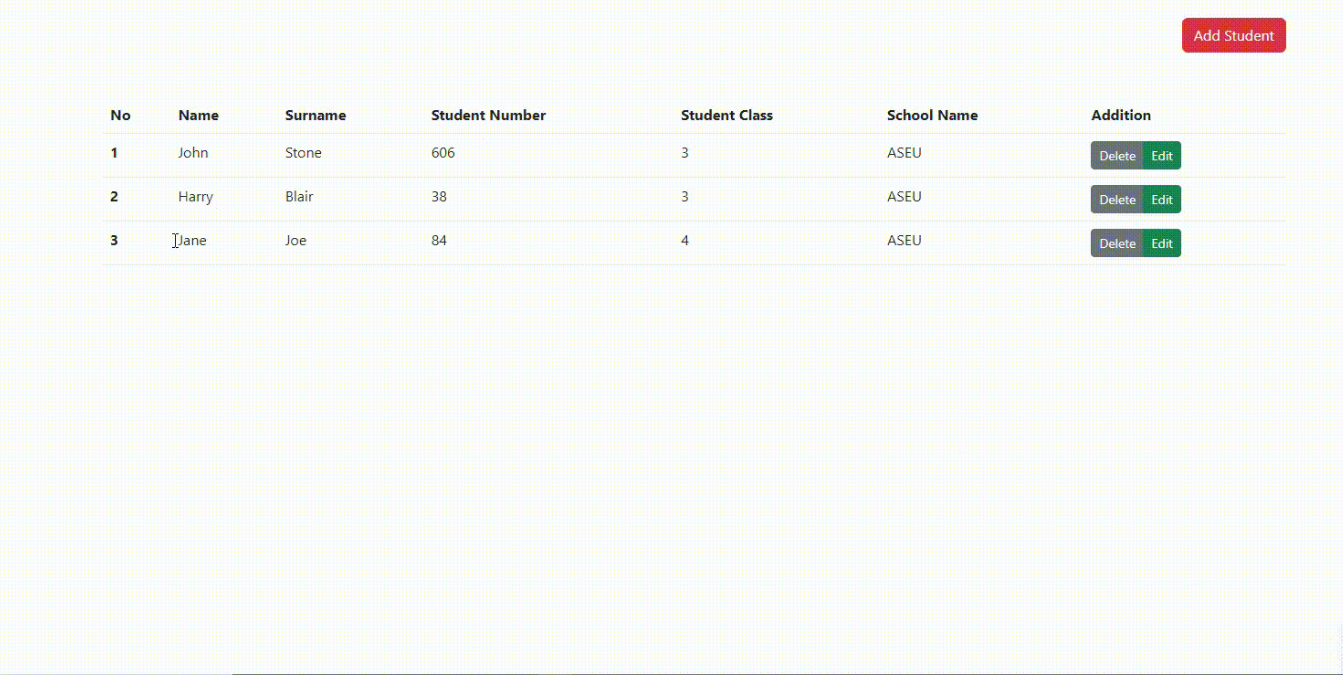 Add Student
No Name Surname Student Number Student Class School Name Addition
1 John Stone 606 3 ASEU Delete Edit
2 Harry Blair 38 3 ASEU Delete Edit
3 Jane Joe 84 4 ASEU Delete Edit